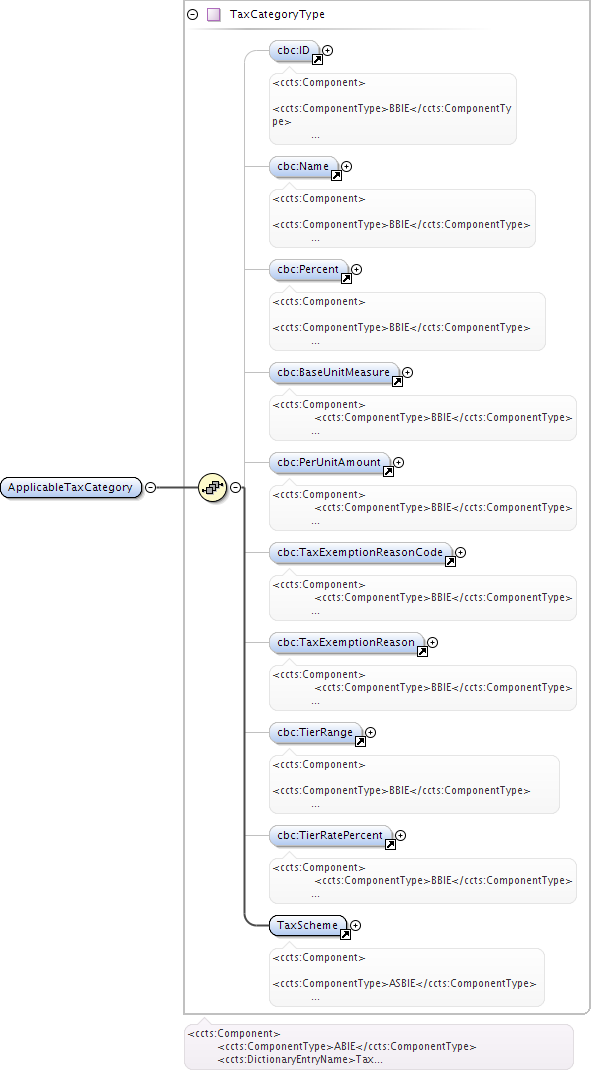 TaxCategoryType
cbc:ID
<ccts:Component>
<ccts:ComponentType>BBIE</ccts:ComponentTy
pe>
...
cbc:Name
<ccts:Component>
<ccts:ComponentType>BBIE</ccts:ComponentType>
...
cbc:Percent
<ccts:Component>
<ccts:ComponentType>BBIE</ccts:ComponentType>
...
cbc:BaseUnitMeasure
<ccts:Component>
<ccts:ComponentType>BBIE</ccts:ComponentType>
...
cbc:PerUnitAmount
<ccts:Component>
<ccts:ComponentType>BBIE</ccts:ComponentType>
...
ApplicableTaxCategory
cbc:TaxExemptionReasonCode
<ccts:Component>
<ccts:ComponentType>BBIE</ccts:ComponentType>
...
cbc:TaxExemptionReason
<ccts:Component>
<ccts:ComponentType>BBIE</ccts:ComponentType>
...
cbc:TierRange
<ccts:Component>
<ccts:ComponentType>BBIE</ccts:ComponentType>
...
cbc:TierRatePercent
<ccts:Component>
<ccts:ComponentType>BBIE</ccts:ComponentType>
...
TaxScheme
<ccts:Component>
<ccts:ComponentType>ASBIE</ccts:ComponentType>
...
<ccts:Component>
<ccts:ComponentType>ABIE</ccts:ComponentType>
<ccts:DictionaryEntryName>Tax...